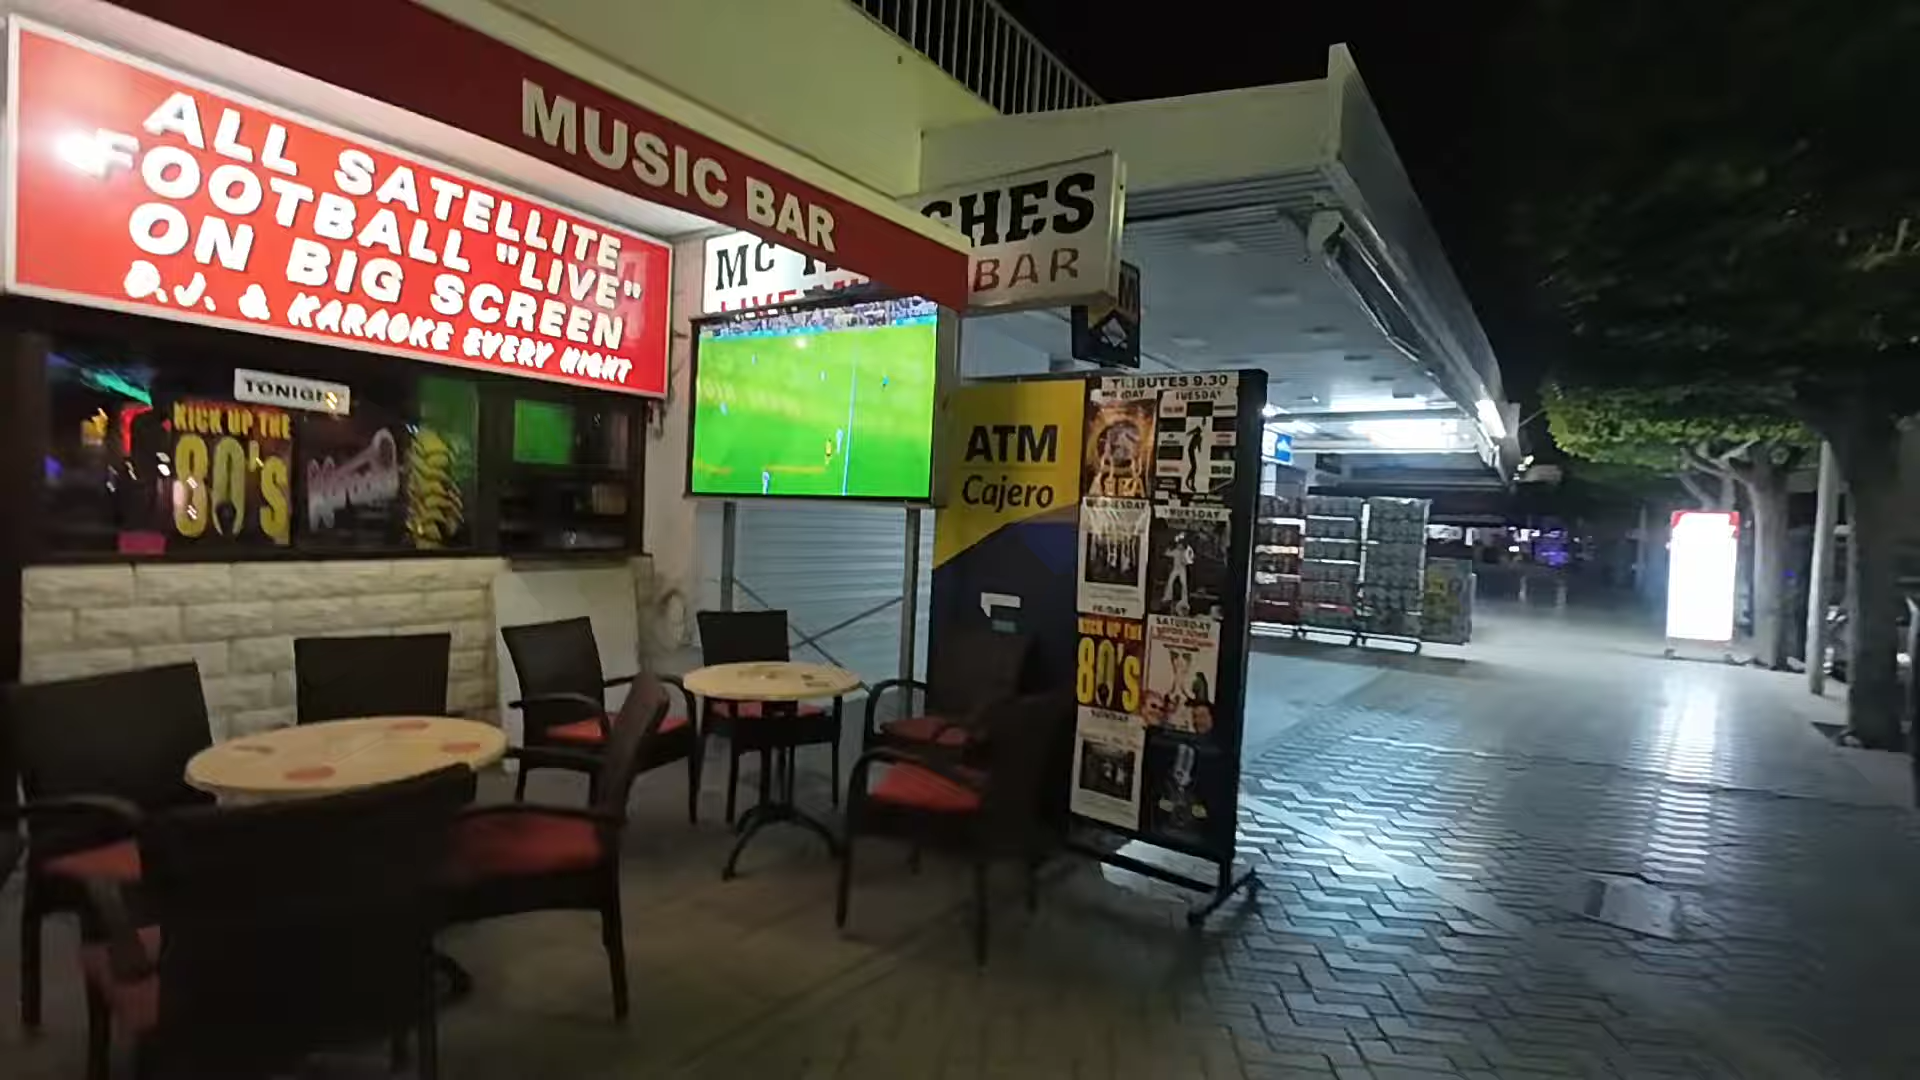 ALL SATELLITE
FOOTBALL "LIVE"
ON BIG SCREEN
D.J. & KARAOKE EVERY NIGHT
MUSIC BAR
MC
CHES
LIVE
BAR
TONIGHT
KICK UP THE
80'S
ATM
Cajero
TRIBUTES 9.30
MONDAY
TUESDAY
WEDNESDAY
THURSDAY
FRIDAY
SATURDAY
KICK UP THE
80'S
SUNDAY